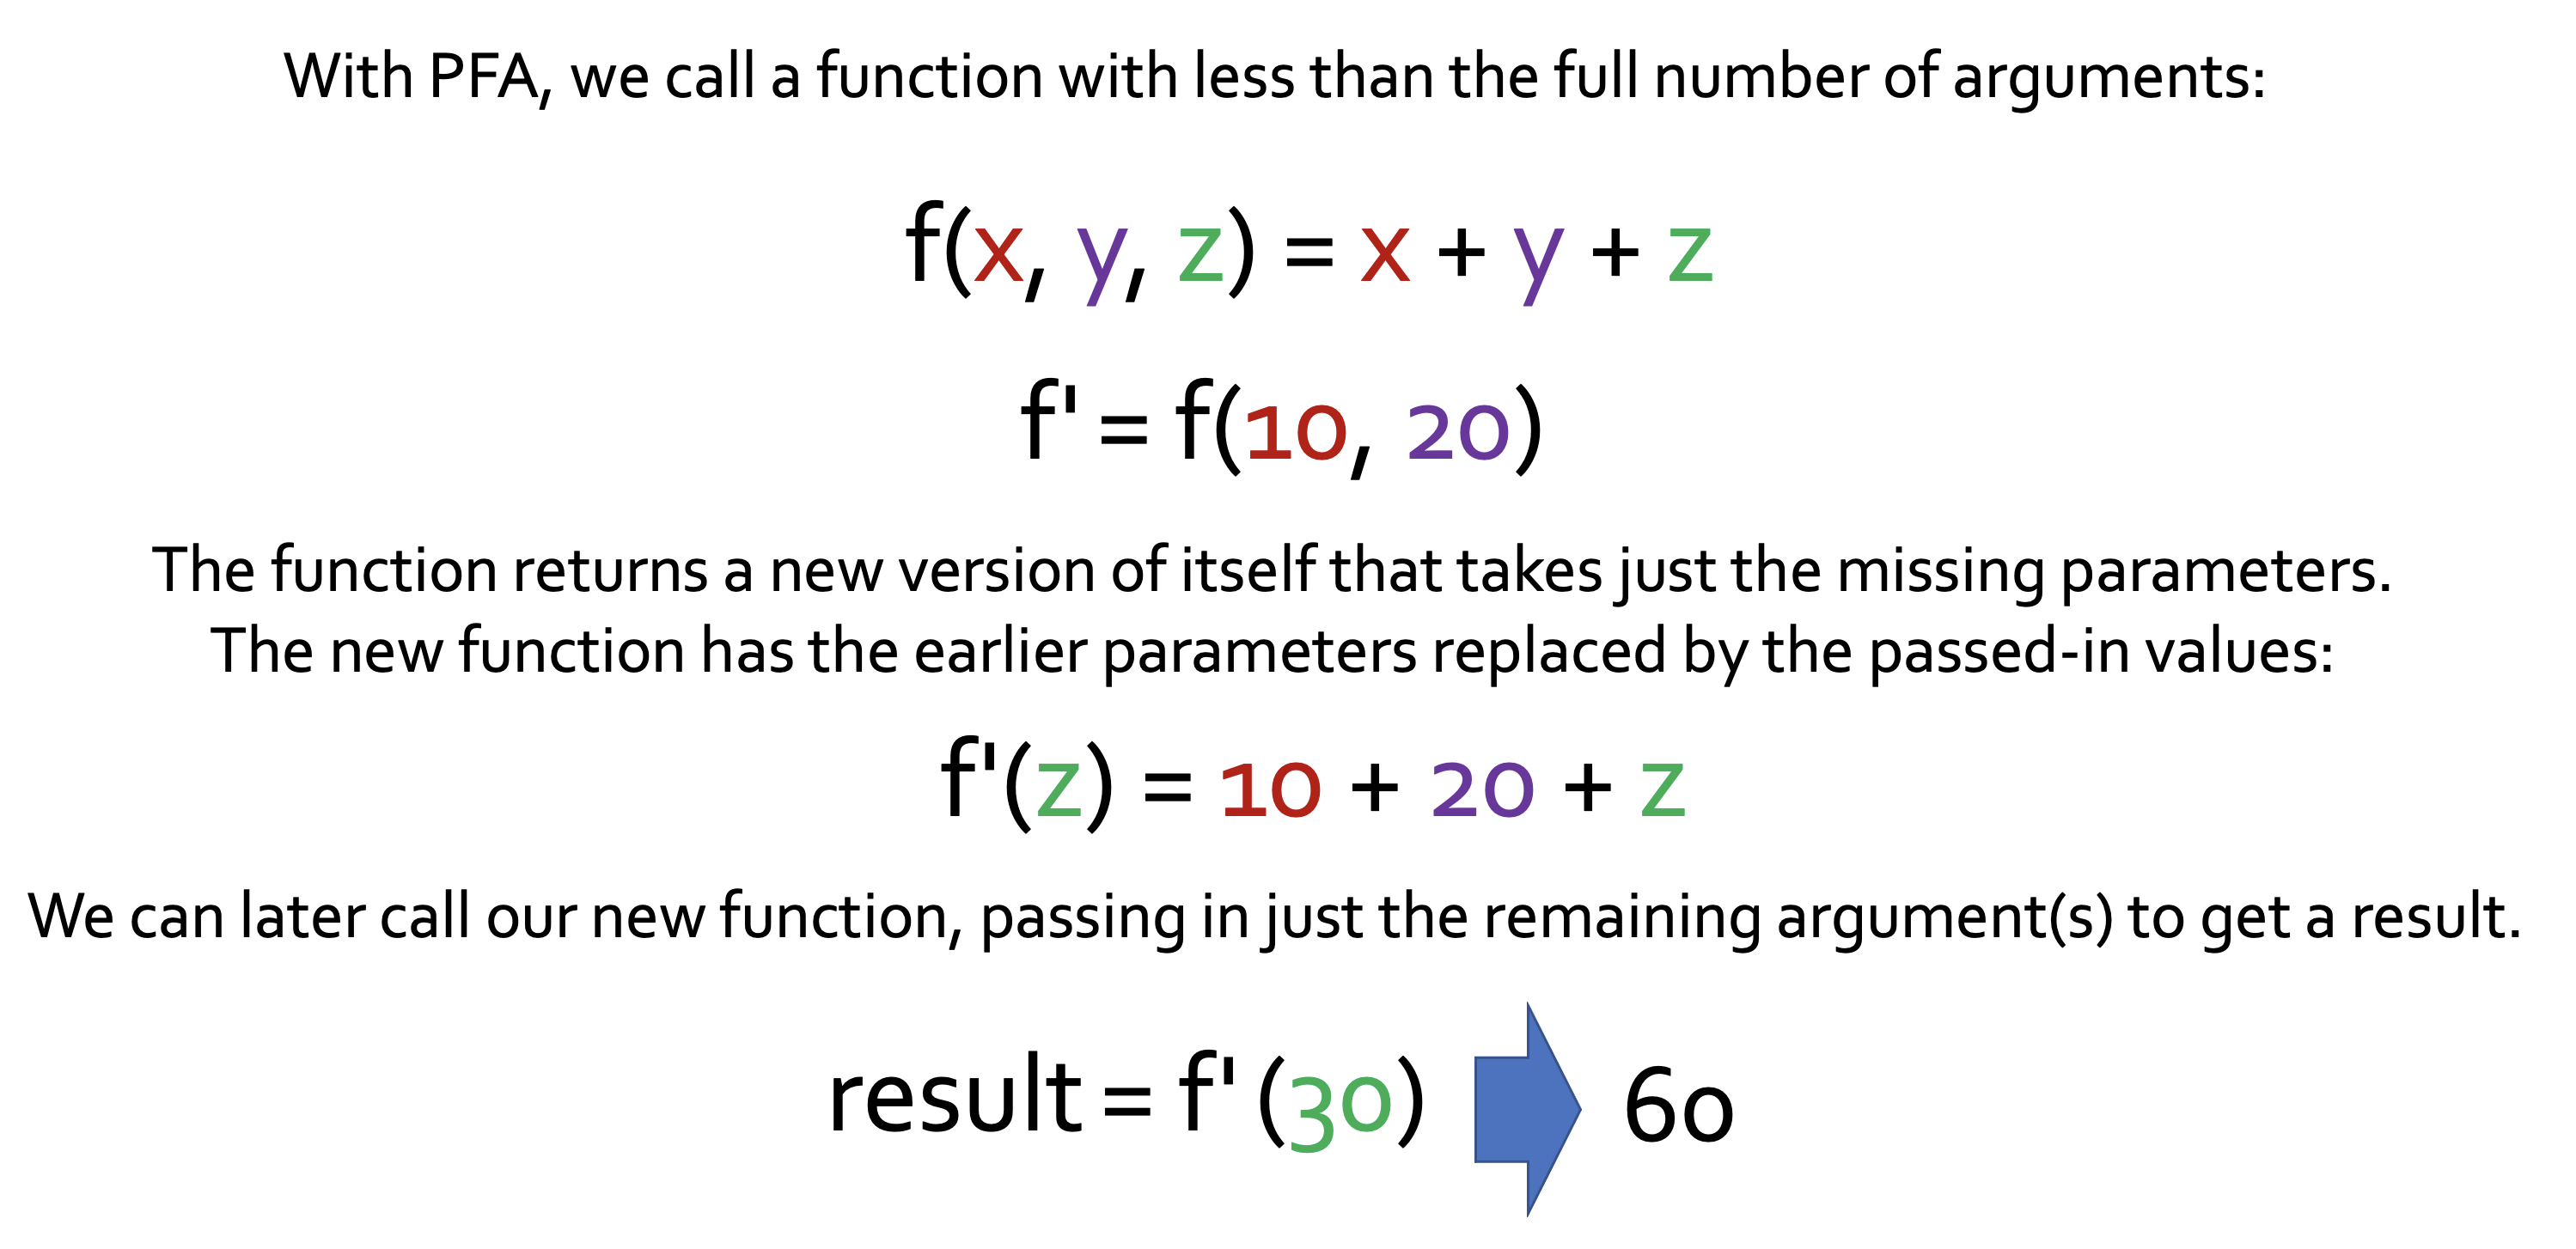 With PFA, we call a function with less than the full number of arguments:
f(x, y, z) = x + y + z
f' = f(10, 20)
The function returns a new version of itself that takes just the missing parameters.
The new function has the earlier parameters replaced by the passed-in values:
f'(z) = 10 + 20 + z
We can later call our new function, passing in just the remaining argument(s) to get a result.
result = f' (30) 60